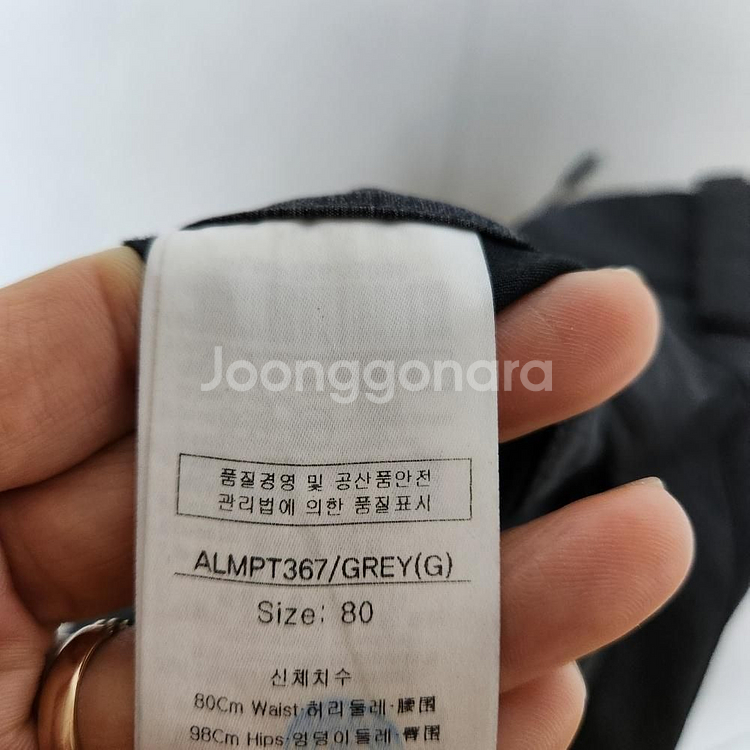 Joonggonara
품질경영 및 공산품안전
관리법에 의한 품질표시
ALMPT367/GREY(G)
Size: 80
신체치수
80Cm Waist·허리둘레·腰围
98Cm Hips·엉덩이둘레·臀围